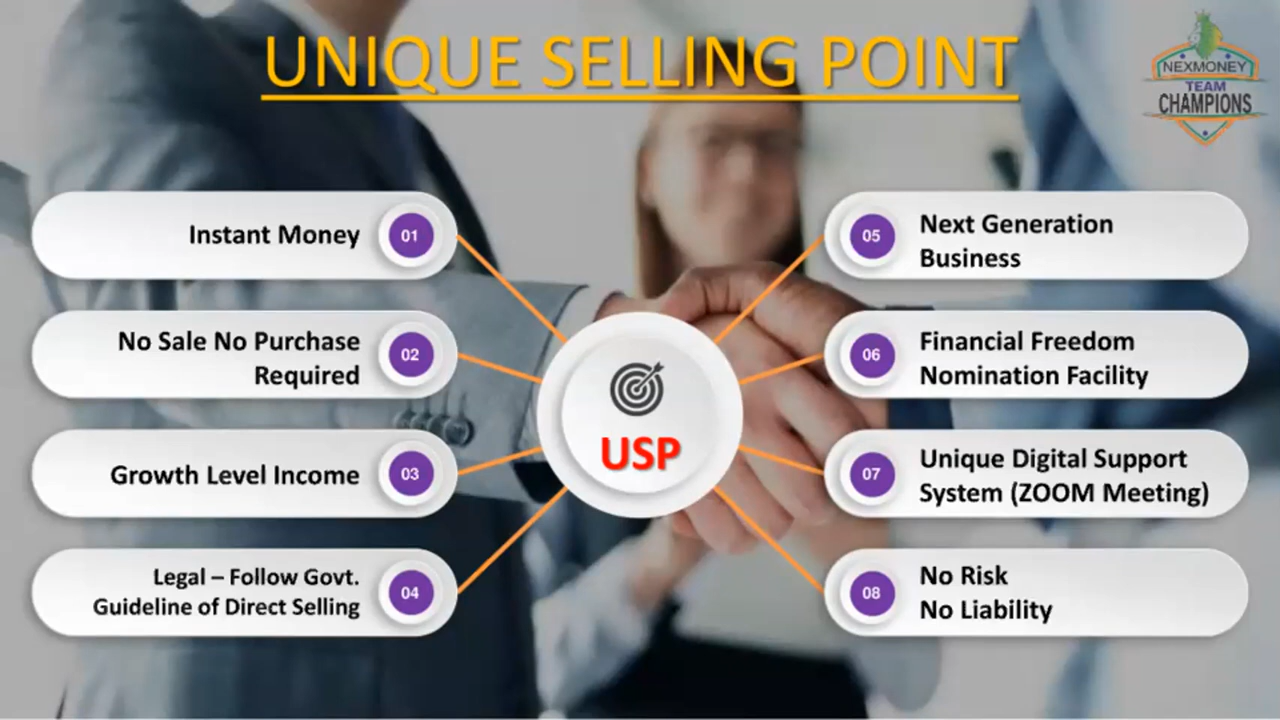 UNIQUE SELLING POINT
NEXMONEY
TEAM
CHAMPIONS
Instant Money
01
No Sale No Purchase
Required
02
Growth Level Income
03
Legal – Follow Govt.
Guideline of Direct Selling
04
USP
05
Next Generation
Business
06
Financial Freedom
Nomination Facility
07
Unique Digital Support
System (ZOOM Meeting)
08
No Risk
No Liability